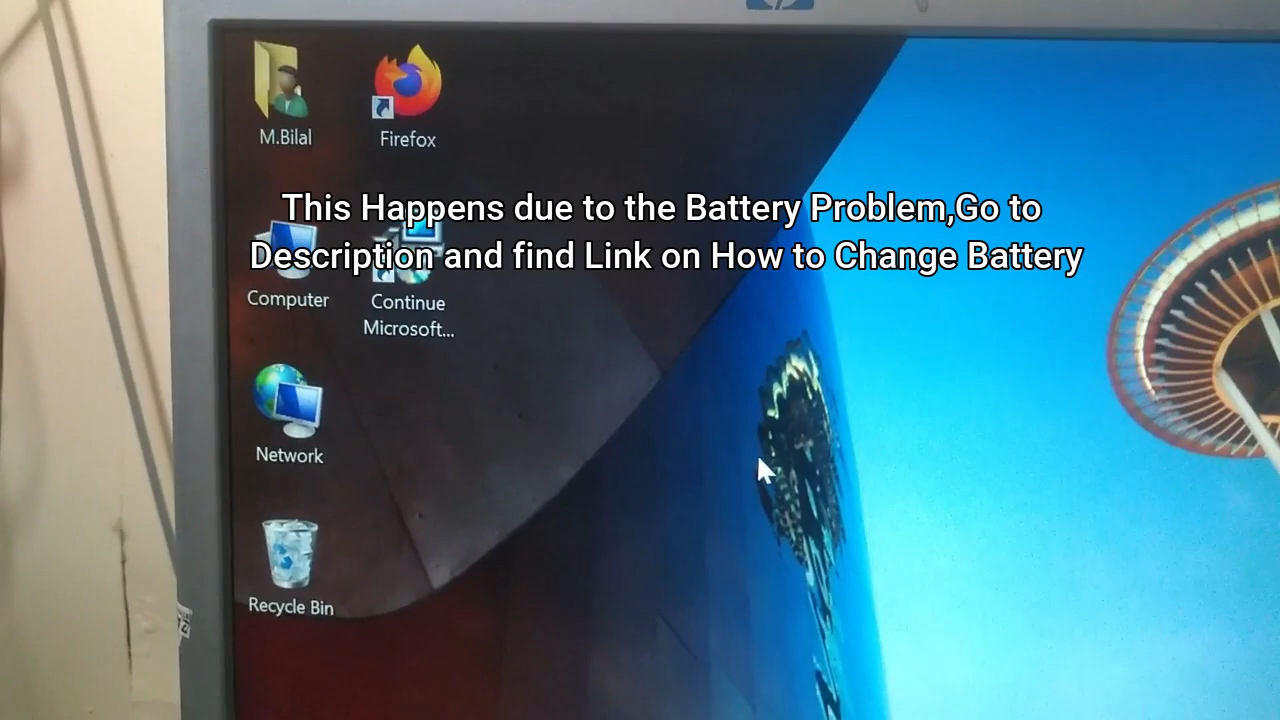 hp
M.Bilal
Firefox
This Happens due to the Battery Problem,Go to
Description and find Link on How to Change Battery
Computer
Continue
Microsoft...
Network
Recycle Bin